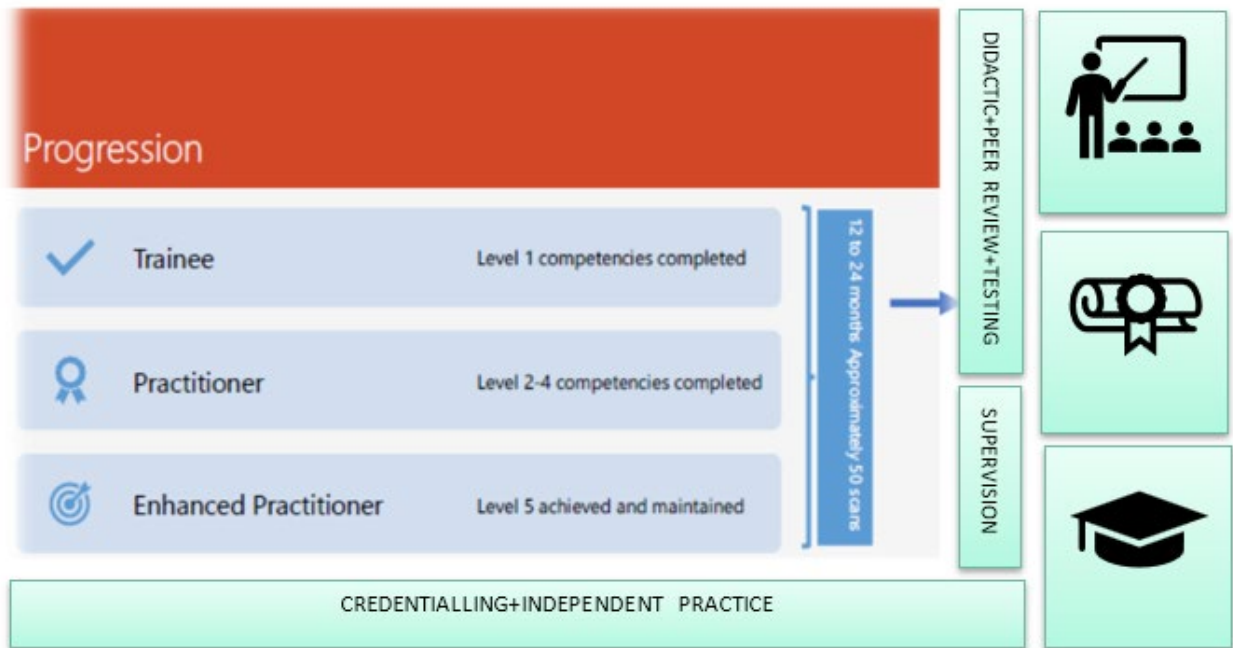 Progression
Trainee
Level 1 competencies completed
Practitioner
Level 2-4 competencies completed
Enhanced Practitioner
Level 5 achieved and maintained
12 to 24 months Approximately 50 scans
DIDACTIC+PEER REVIEW+TESTING
SUPERVISION
CREDENTIALLING+INDEPENDENT PRACTICE